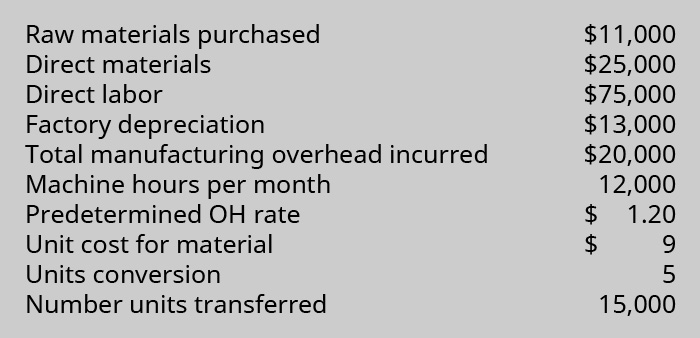 Raw materials purchased $11,000
Direct materials $25,000
Direct labor $75,000
Factory depreciation $13,000
Total manufacturing overhead incurred $20,000
Machine hours per month 12,000
Predetermined OH rate $ 1.20
Unit cost for material $ 9
Units conversion 5
Number units transferred 15,000